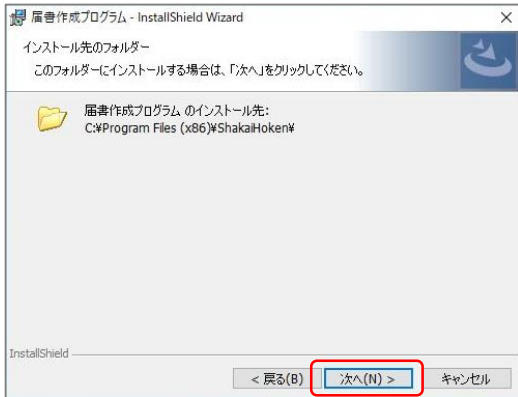 届書作成プログラム - InstallShield Wizard
インストール先のフォルダー
このフォルダーにインストールする場合は、「次へ」をクリックしてください。
届書作成プログラム のインストール先:
C:¥Program Files (x86)¥ShakaiHoken¥
InstallShield
< 戻る(B)
次へ(N) >
キャンセル